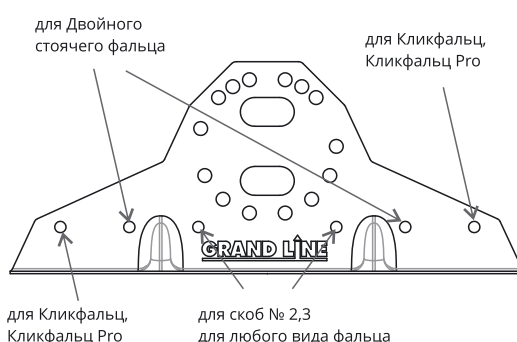 для Двойного
стоячего фальца
для Кликфальц,
Кликфальц Pro
GRAND LINE
для Кликфальц,
Кликфальц Pro
для скоб № 2,3
для любого вида фальца